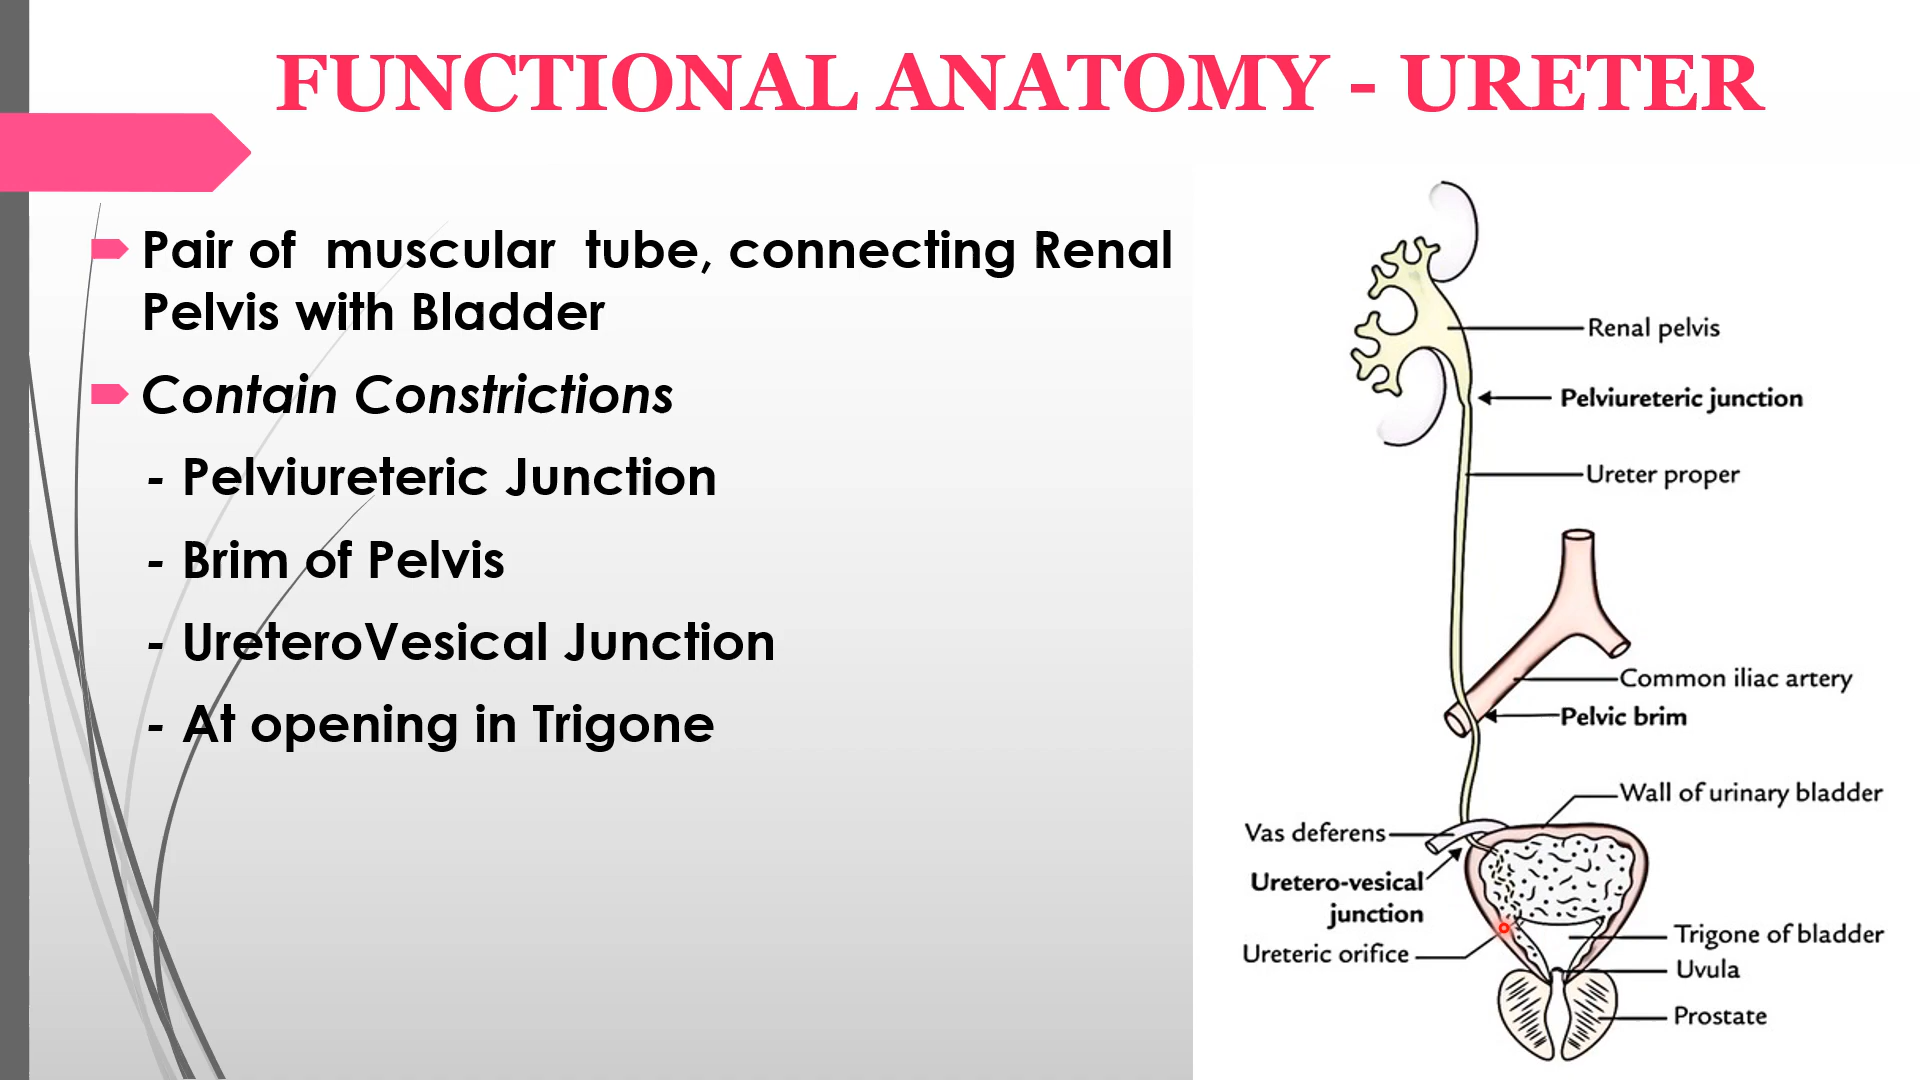 FUNCTIONAL ANATOMY - URETER
Pair of muscular tube, connecting Renal
Pelvis with Bladder
Contain Constrictions
- Pelviureteric Junction
- Brim of Pelvis
- UreteroVesical Junction
- At opening in Trigone
Renal pelvis
Pelviureteric junction
Ureter proper
Common iliac artery
Pelvic brim
Wall of urinary bladder
Vas deferens
Uretero-vesical
junction
Ureteric orifice
Trigone of bladder
Uvula
Prostate